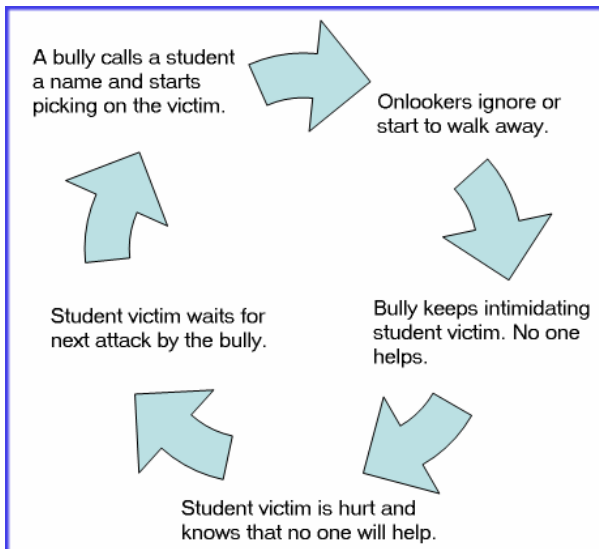 A bully calls a student
a name and starts
picking on the victim.
Onlookers ignore or
start to walk away.
Bully keeps intimidating
student victim. No one
helps.
Student victim is hurt and
knows that no one will help.
Student victim waits for
next attack by the bully.